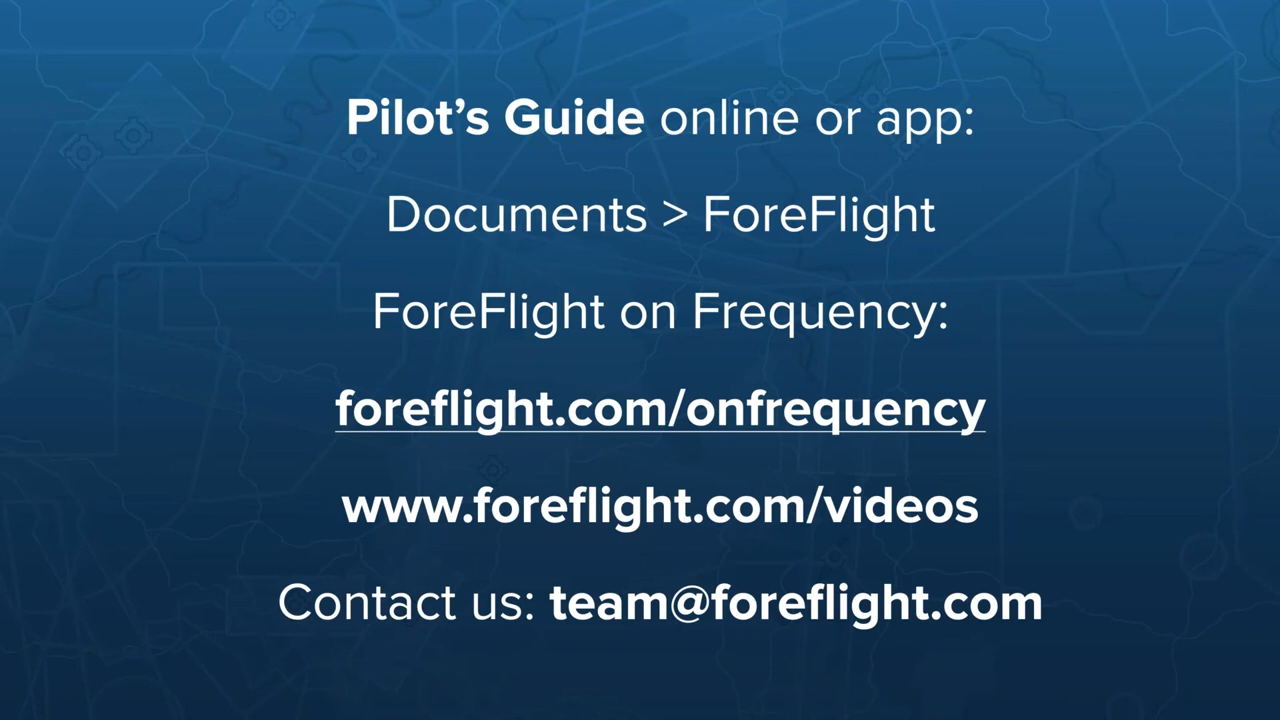 Pilot’s Guide online or app:
Documents > ForeFlight
ForeFlight on Frequency:
foreflight.com/onfrequency
www.foreflight.com/videos
Contact us: team@foreflight.com